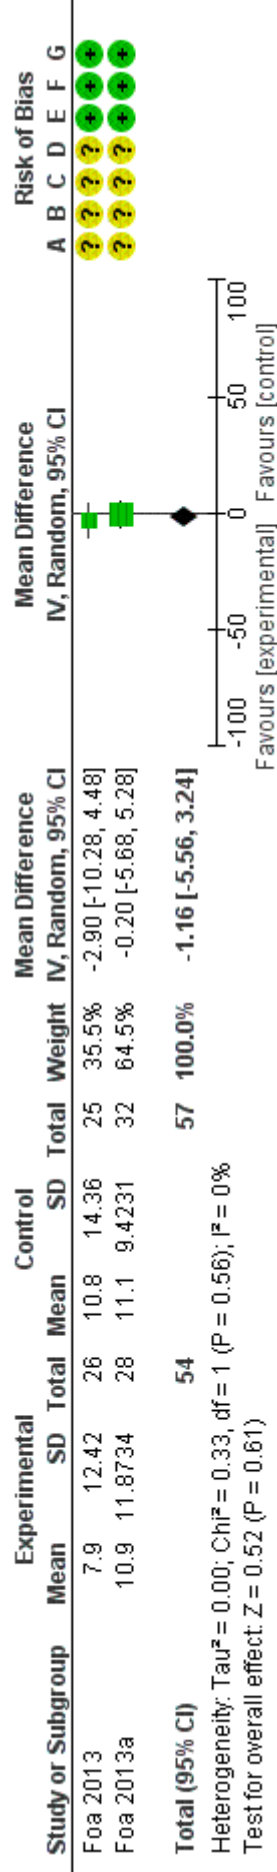 Experimental Control Mean Difference Mean Difference Risk of Bias
Study or Subgroup Mean SD Total Mean SD Total Weight IV, Random, 95% CI IV, Random, 95% CI A B C D E F G
Foa 2013 7.9 12.42 26 10.8 14.36 25 35.5% -2.90 [-10.28, 4.48] ? ? ? ? + + +
Foa 2013a 10.9 11.8734 28 11.1 9.4231 32 64.5% -0.20 [-5.68, 5.28] ? ? ? ? + + +
Total (95% CI) 54 57 100.0% -1.16 [-5.56, 3.24]
Heterogeneity: Tau² = 0.00; Chi² = 0.33, df = 1 (P = 0.56); I² = 0%
Test for overall effect: Z = 0.52 (P = 0.61)
-100 -50 0 50 100
Favours [experimental] Favours [control]